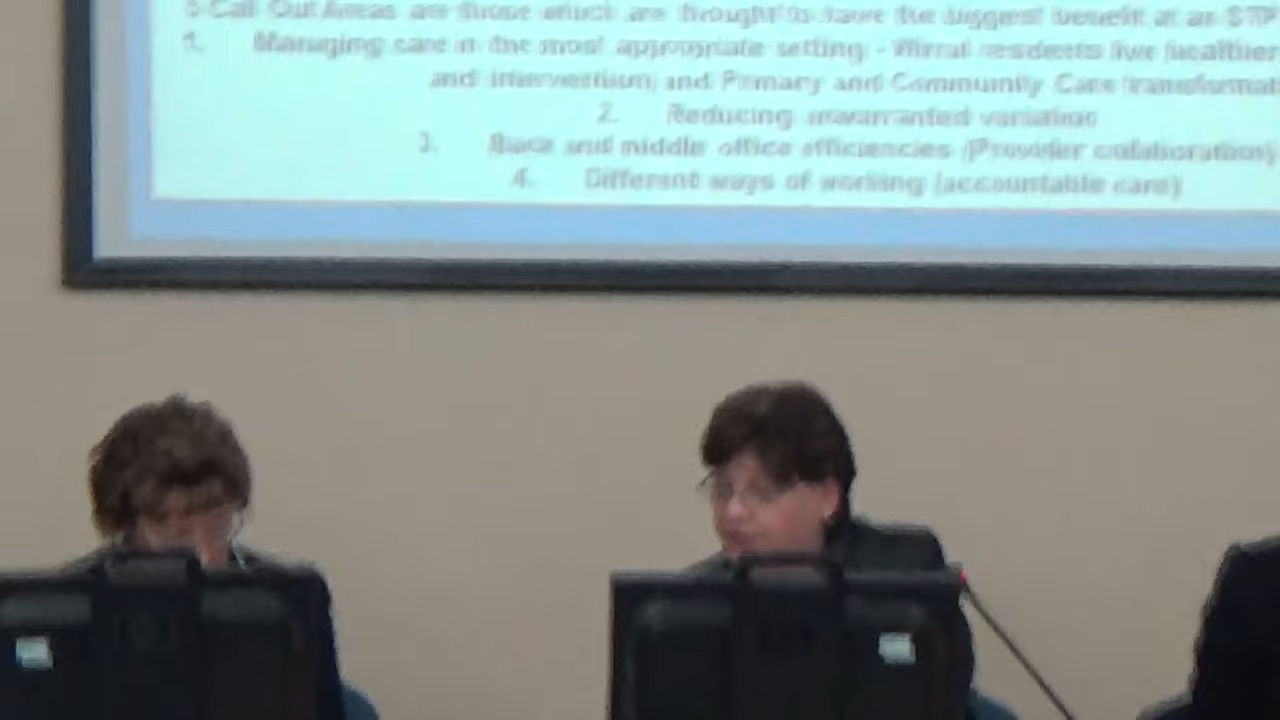 5 Call Out Areas are those which are thought to have the biggest benefit at an STP
1. Managing care in the most appropriate setting - Wirral residents live healthier
and intervention) and Primary and Community Care transformat
2. Reducing unwarranted variation
3. Back and middle office efficiencies (Provider collaboration)
4. Different ways of working (accountable care)